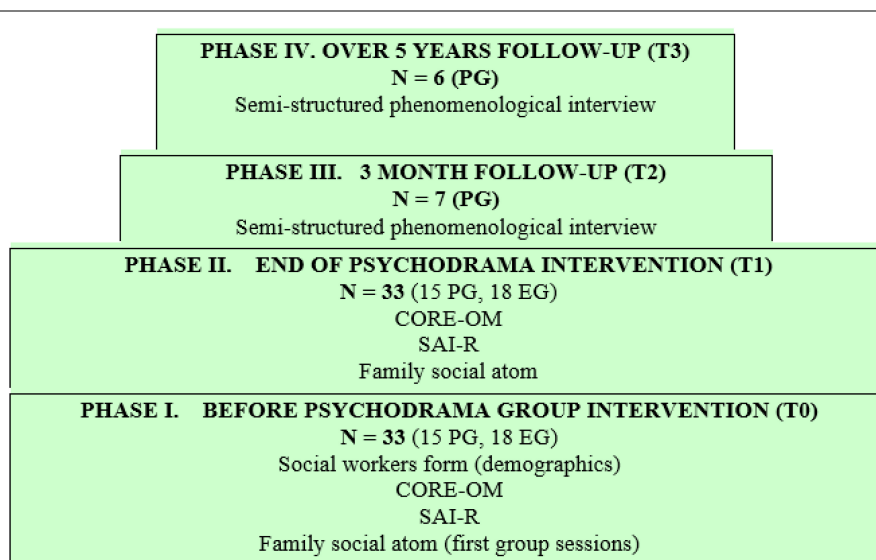 PHASE IV. OVER 5 YEARS FOLLOW-UP (T3)
N = 6 (PG)
Semi-structured phenomenological interview
PHASE III. 3 MONTH FOLLOW-UP (T2)
N = 7 (PG)
Semi-structured phenomenological interview
PHASE II. END OF PSYCHODRAMA INTERVENTION (T1)
N = 33 (15 PG, 18 EG)
CORE-OM
SAI-R
Family social atom
PHASE I. BEFORE PSYCHODRAMA GROUP INTERVENTION (T0)
N = 33 (15 PG, 18 EG)
Social workers form (demographics)
CORE-OM
SAI-R
Family social atom (first group sessions)